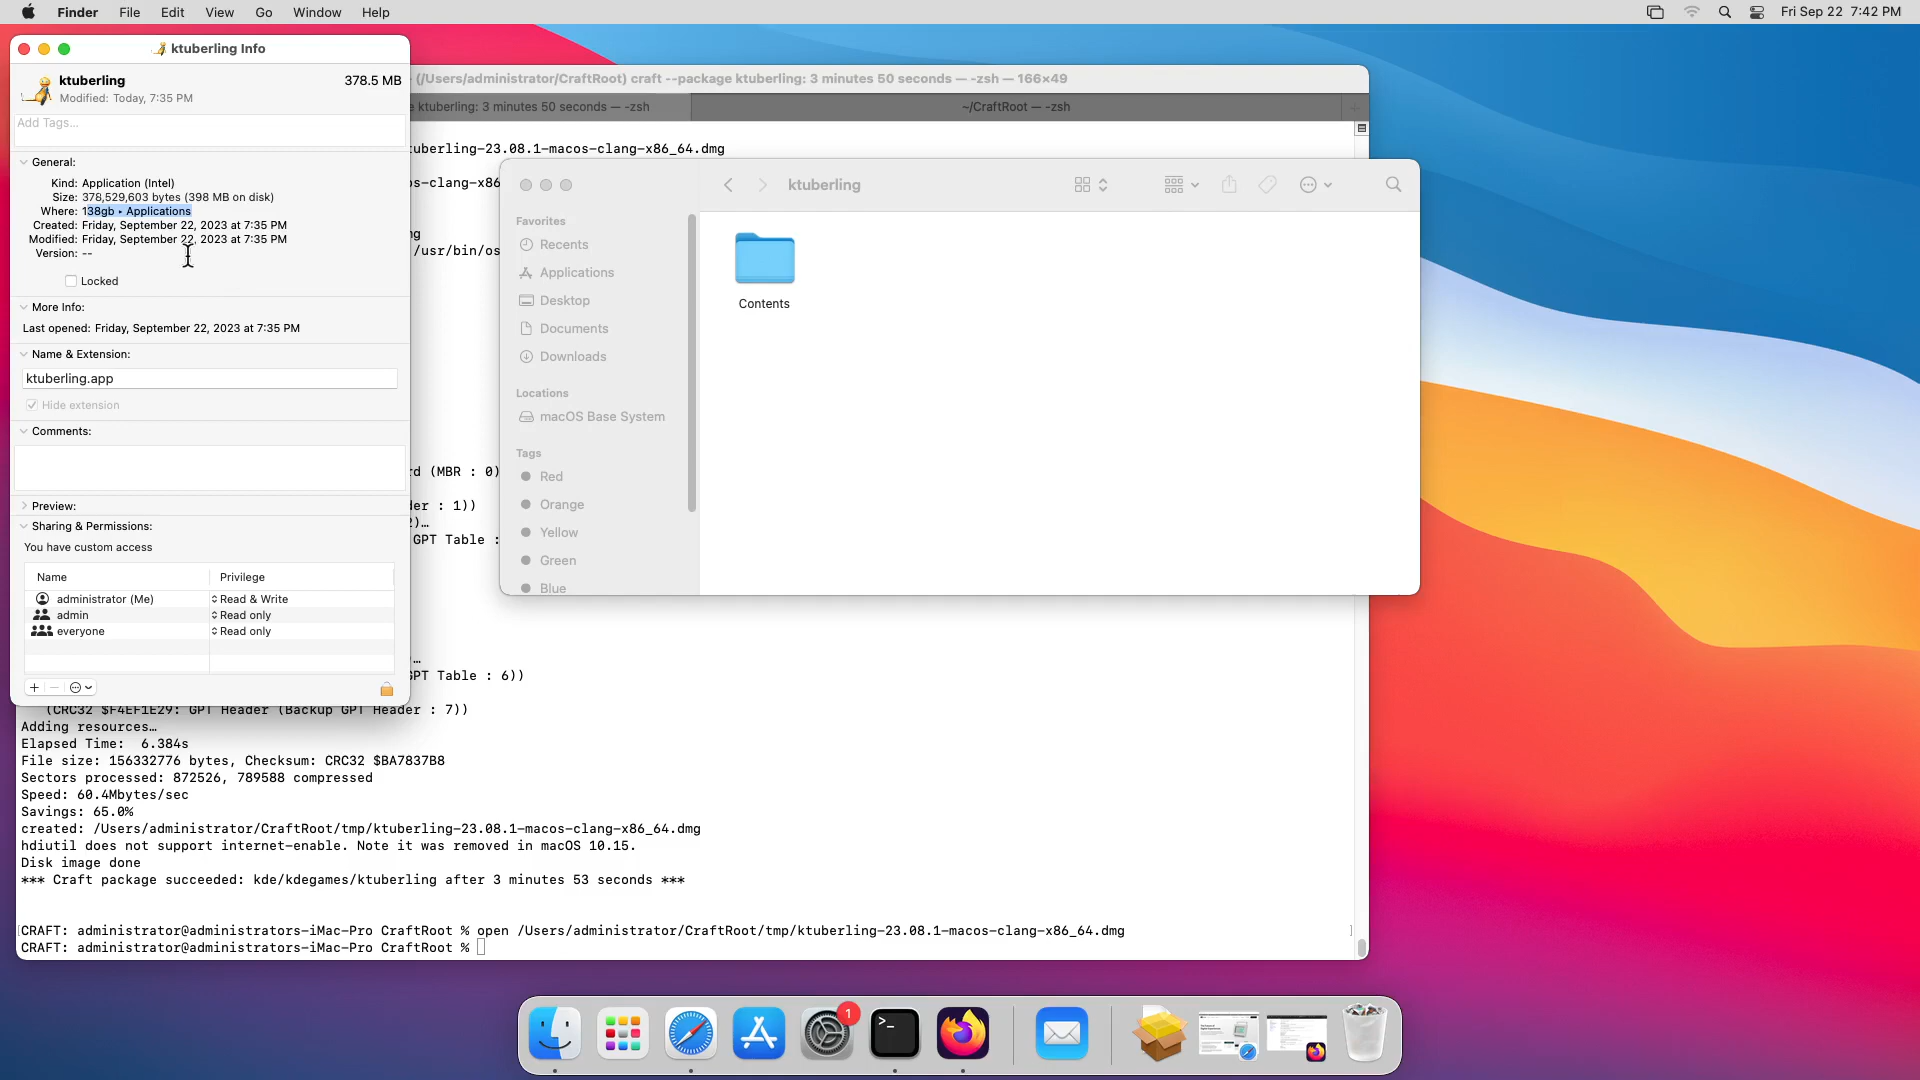 Finder File Edit View Go Window Help Fri Sep 22 7:42 PM
ktuberling Info
ktuberling 378.5 MB
Modified: Today, 7:35 PM
Add Tags...
General:
Kind: Application (Intel)
Size: 378,529,603 bytes (398 MB on disk)
Where: 138gb ▸ Applications
Created: Friday, September 22, 2023 at 7:35 PM
Modified: Friday, September 22, 2023 at 7:35 PM
Version: --
Locked
More Info:
Last opened: Friday, September 22, 2023 at 7:35 PM
Name & Extension:
ktuberling.app
Hide extension
Comments:
Preview:
Sharing & Permissions:
You have custom access
Name Privilege
administrator (Me) Read & Write
admin Read only
everyone Read only
(/Users/administrator/CraftRoot) craft --package ktuberling: 3 minutes 50 seconds — -zsh — 166×49
ktuberling: 3 minutes 50 seconds — -zsh ~/CraftRoot — -zsh
tuberling-23.08.1-macos-clang-x86_64.dmg
os-clang-x86
/usr/bin/os
rd (MBR : 0)
der : 1))
2)…
GPT Table :
GPT Table : 6))
(CRC32 $F4EF1E29: GPT Header (Backup GPT Header : 7))
Adding resources…
Elapsed Time:  6.384s
File size: 156332776 bytes, Checksum: CRC32 $BA7837B8
Sectors processed: 872526, 789588 compressed
Speed: 60.4Mbytes/sec
Savings: 65.0%
created: /Users/administrator/CraftRoot/tmp/ktuberling-23.08.1-macos-clang-x86_64.dmg
hdiutil does not support internet-enable. Note it was removed in macOS 10.15.
Disk image done
*** Craft package succeeded: kde/kdegames/ktuberling after 3 minutes 53 seconds ***
[CRAFT: administrator@administrators-iMac-Pro CraftRoot % open /Users/administrator/CraftRoot/tmp/ktuberling-23.08.1-macos-clang-x86_64.dmg ]
CRAFT: administrator@administrators-iMac-Pro CraftRoot %
ktuberling
Favorites
Recents
Applications
Desktop
Documents
Downloads
Locations
macOS Base System
Tags
Red
Orange
Yellow
Green
Blue
Contents
1